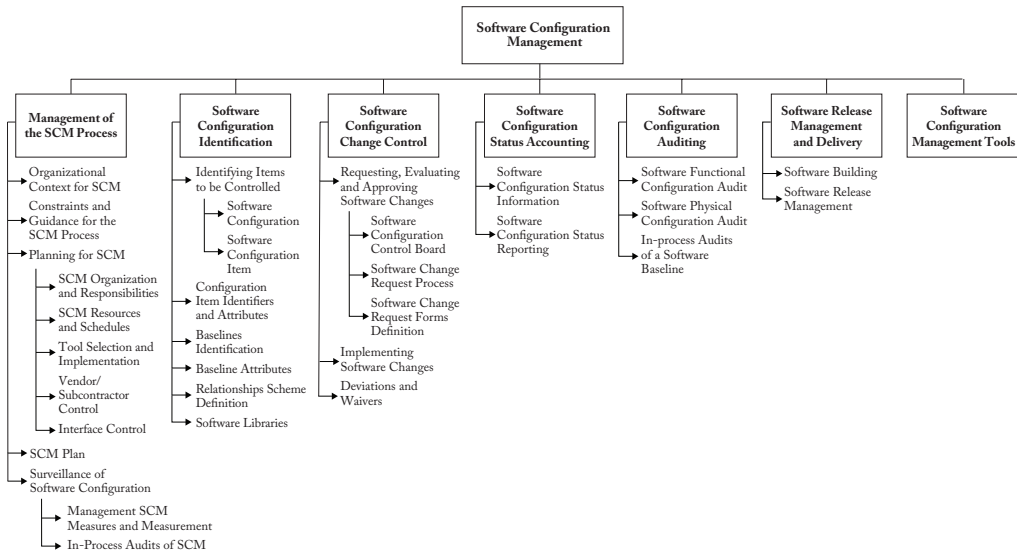 Software Configuration
Management
Management of
the SCM Process
Organizational
Context for SCM
Constraints and
Guidance for the
SCM Process
Planning for SCM
SCM Organization
and Responsibilities
SCM Resources
and Schedules
Tool Selection and
Implementation
Vendor/
Subcontractor
Control
Interface Control
SCM Plan
Surveillance of
Software Configuration
Management SCM
Measures and Measurement
In-Process Audits of SCM
Software
Configuration
Identification
Identifying Items
to be Controlled
Software
Configuration
Software
Configuration
Item
Configuration
Item Identifiers
and Attributes
Baselines
Identification
Baseline Attributes
Relationships Scheme
Definition
Software Libraries
Software
Configuration
Change Control
Requesting, Evaluating
and Approving
Software Changes
Software
Configuration
Control Board
Software Change
Request Process
Software Change
Request Forms
Definition
Implementing
Software Changes
Deviations and
Waivers
Software
Configuration
Status Accounting
Software
Configuration Status
Information
Software
Configuration Status
Reporting
Software
Configuration
Auditing
Software Functional
Configuration Audit
Software Physical
Configuration Audit
In-process Audits
of a Software
Baseline
Software Release
Management
and Delivery
Software Building
Software Release
Management
Software
Configuration
Management Tools